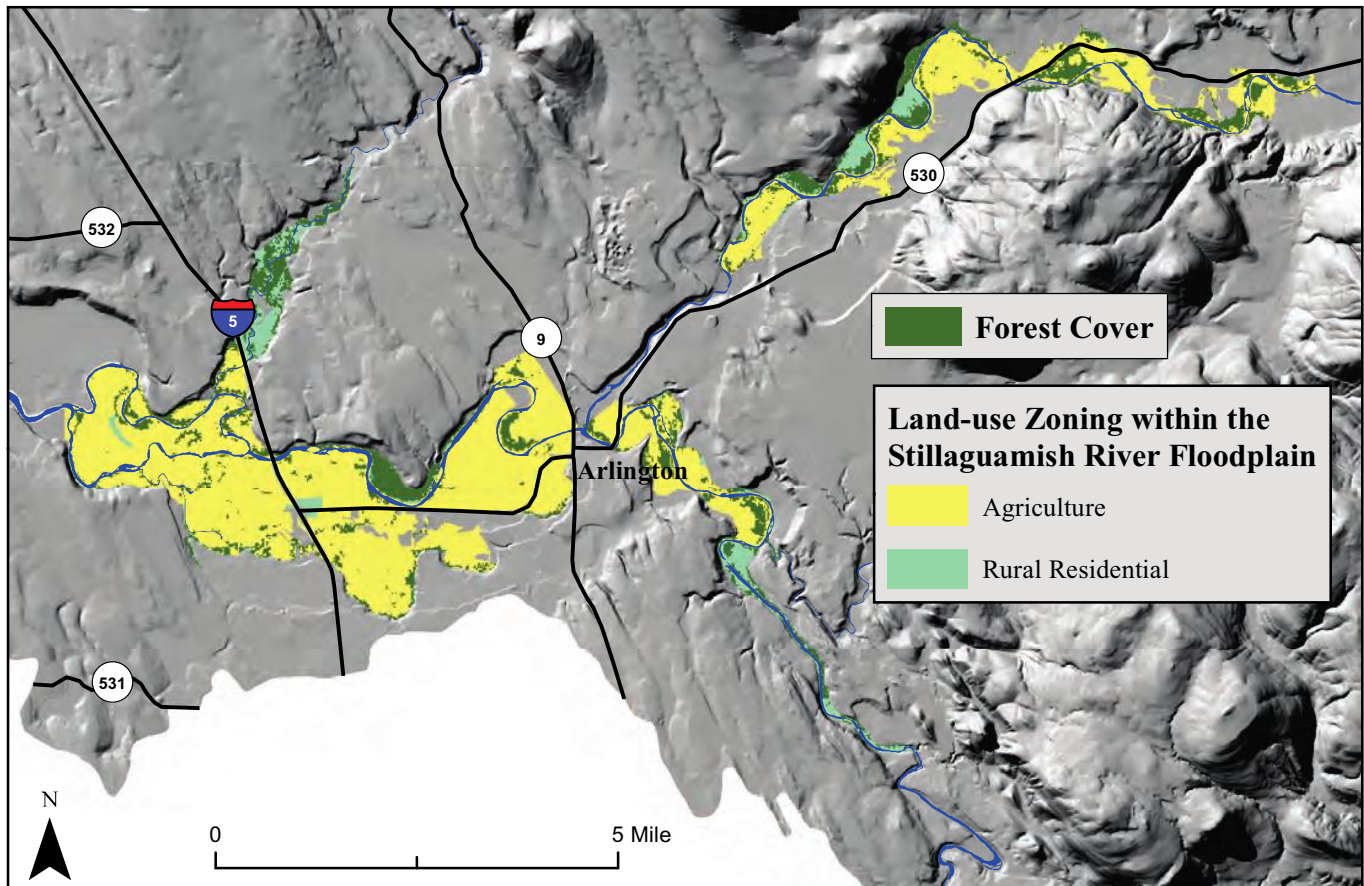 532
5
9
530
Forest Cover
Land-use Zoning within the
Stillaguamish River Floodplain
Agriculture
Rural Residential
Arlington
531
N
0
5 Mile